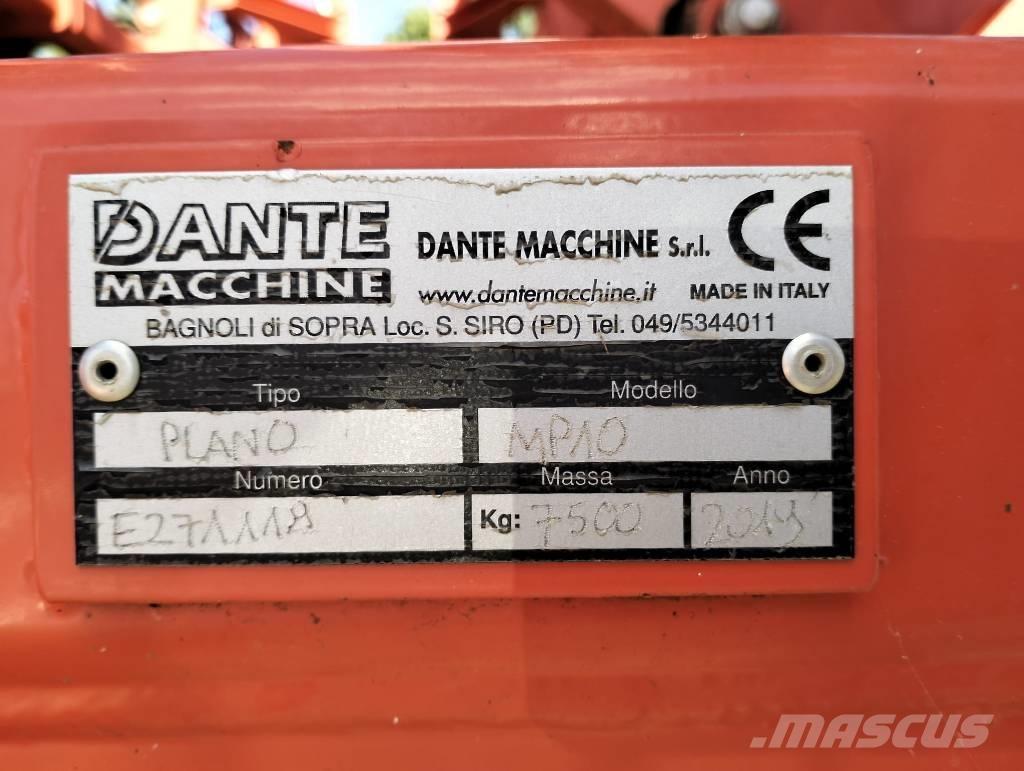 DANTE
MACCHINE
DANTE MACCHINE S.r.l.
www.dantemacchine.it
CE
MADE IN ITALY
BAGNOLI di SOPRA Loc. S. SIRO (PD) Tel. 049/5344011
Tipo Modello
PLANO MP10
Numero Massa Anno
Kg: 7500 2019
MASCUS